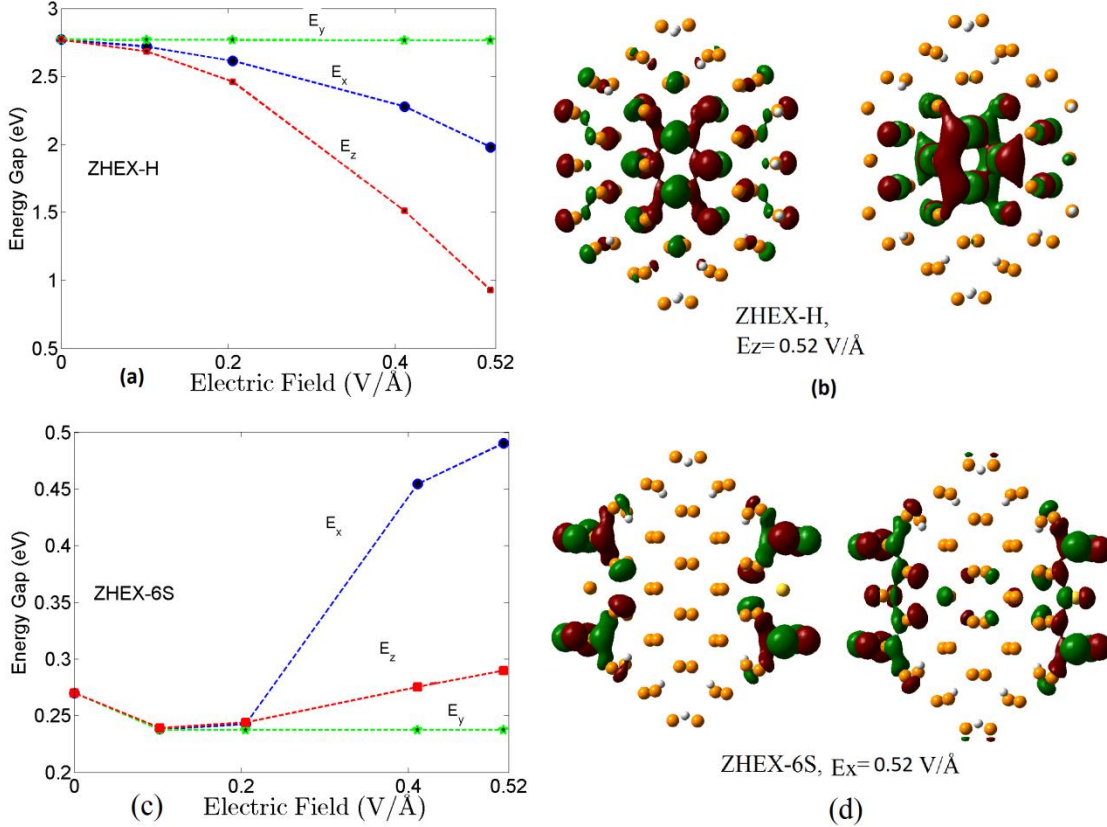 3
2.5
2
1.5
1
0.5
Energy Gap (eV)
E_y
E_x
E_z
ZHEX-H
0
0.2
0.4
0.52
(a)
Electric Field (V/Å)
ZHEX-H,
Ez= 0.52 V/Å
(b)
0.5
0.45
0.4
0.35
0.3
0.25
0.2
Energy Gap (eV)
ZHEX-6S
E_x
E_z
E_y
0
0.2
0.4
0.52
(c)
Electric Field (V/Å)
ZHEX-6S, Ex= 0.52 V/Å
(d)